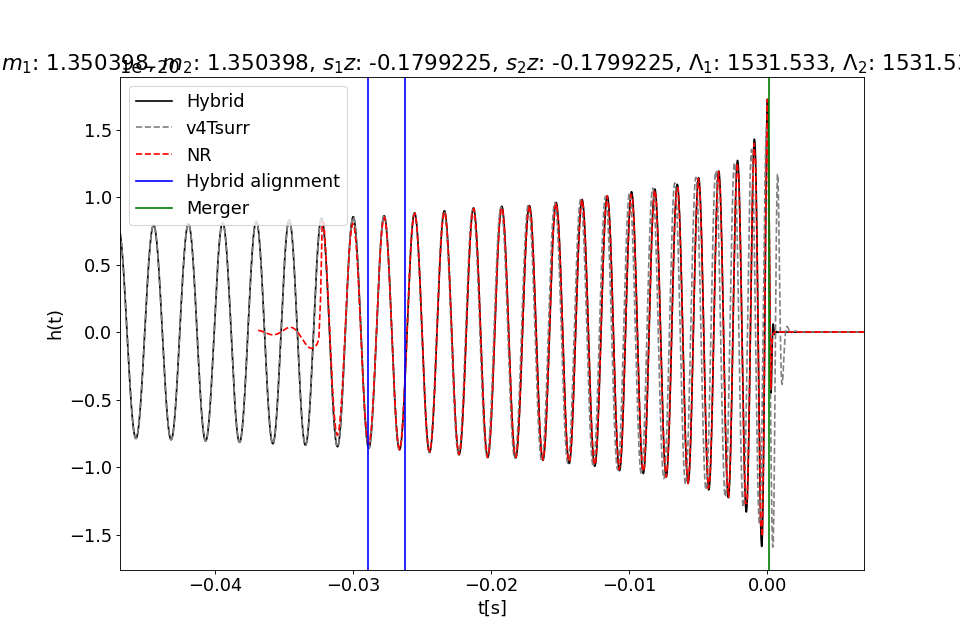 m₁: 1.350398, m₂: 1.350398, s₁z: -0.1799225, s₂z: -0.1799225, Λ₁: 1531.533, Λ₂: 1531.53
1e−20
Hybrid
v4Tsurr
NR
Hybrid alignment
Merger
1.5
1.0
0.5
0.0
−0.5
−1.0
−1.5
h(t)
−0.04 −0.03 −0.02 −0.01 0.00
t[s]